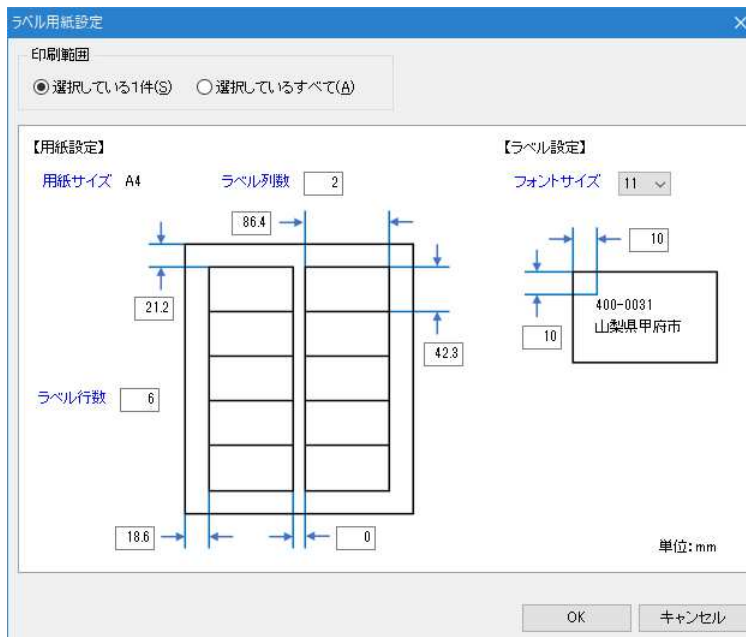 ラベル用紙設定
印刷範囲
選択している1件(S) 選択しているすべて(A)
【用紙設定】 【ラベル設定】
用紙サイズ A4 ラベル列数 2 フォントサイズ 11
86.4
10
21.2
400-0031
山梨県甲府市
10
42.3
ラベル行数 6
18.6 0
単位:mm
OK キャンセル